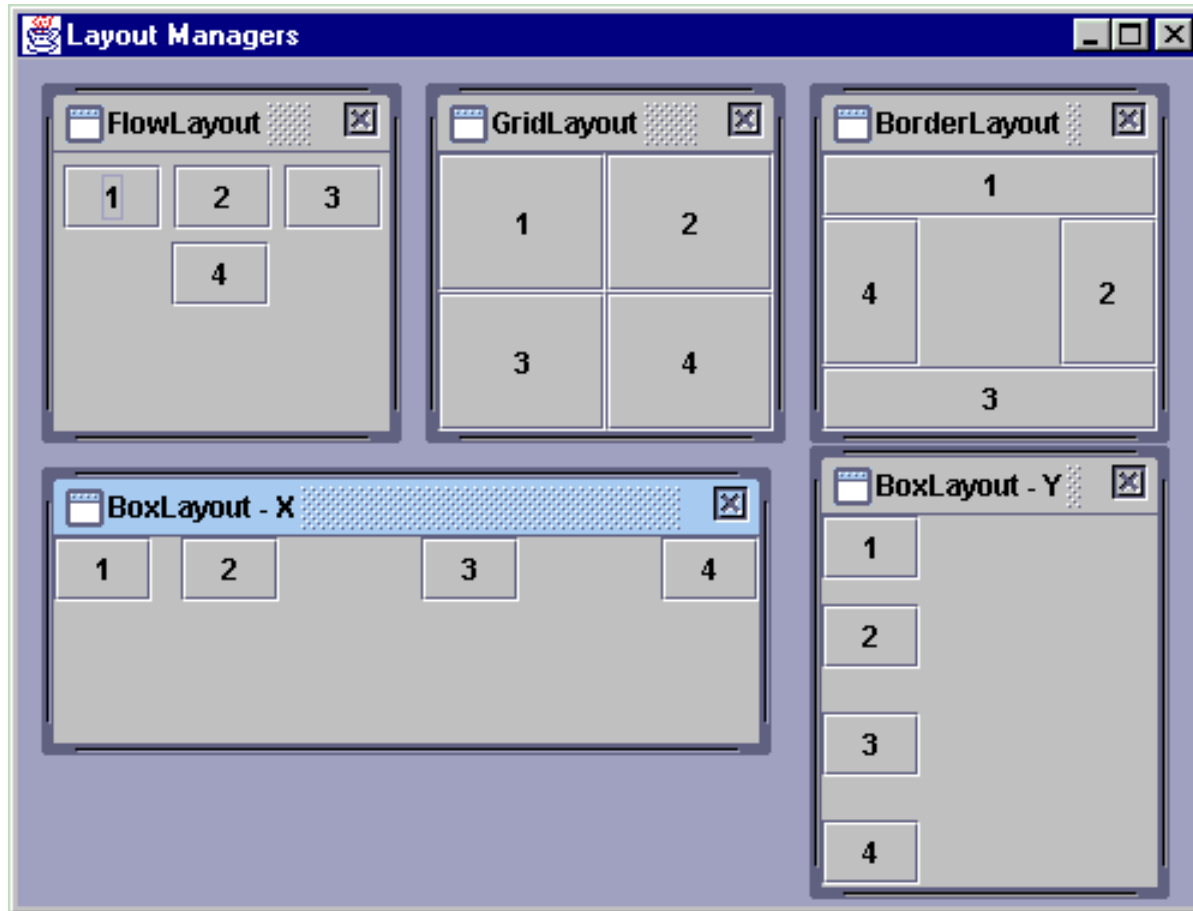 Layout Managers
FlowLayout
1 2 3
4
GridLayout
1 2
3 4
BorderLayout
1
4 2
3
BoxLayout - X
1 2 3 4
BoxLayout - Y
1
2
3
4